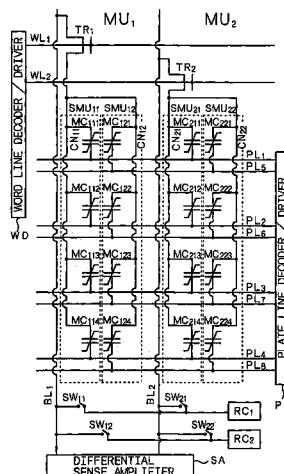 MU1 MU2
TR1
WL1
TR2
WL2
WORD LINE DECODER / DRIVER
WD
SMU11 SMU12 SMU21 SMU22
CN11 CN12 CN21 CN22
MC111 MC121 MC211 MC221
PL1
PL5
MC112 MC122 MC212 MC222
PL2
PL6
MC113 MC123 MC213 MC223
PL3
PL7
MC114 MC124 MC214 MC224
PL4
PL8
PLATE LINE DECODER / DRIVER
P
BL1 BL2
SW11 SW21
RC1
SW12 SW22
RC2
DIFFERENTIAL
SENSE AMPLIFIER
SA